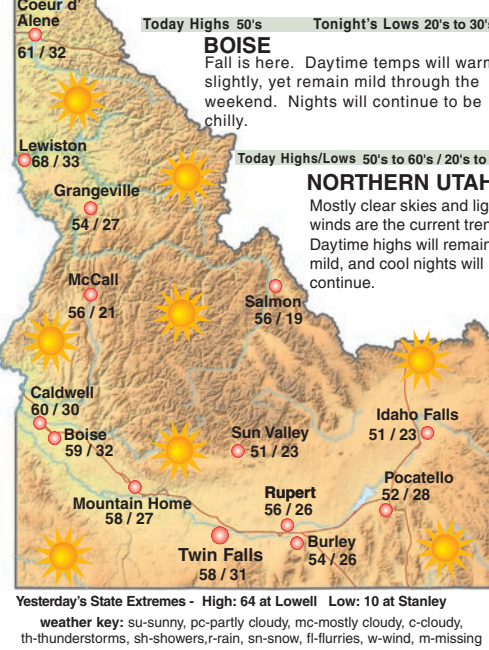 Coeur d'
Alene
61 / 32
Today Highs 50's Tonight's Lows 20's to 30's
BOISE
Fall is here. Daytime temps will warm
slightly, yet remain mild through the
weekend. Nights will continue to be
chilly.
Lewiston
68 / 33
Today Highs/Lows 50's to 60's / 20's to
NORTHERN UTAH
Mostly clear skies and lig
winds are the current tren
Daytime highs will remain
mild, and cool nights will
continue.
Grangeville
54 / 27
McCall
56 / 21
Salmon
56 / 19
Caldwell
60 / 30
Boise
59 / 32
Sun Valley
51 / 23
Idaho Falls
51 / 23
Mountain Home
58 / 27
Rupert
56 / 26
Pocatello
52 / 28
Twin Falls
58 / 31
Burley
54 / 26
Yesterday's State Extremes - High: 64 at Lowell Low: 10 at Stanley
weather key: su-sunny, pc-partly cloudy, mc-mostly cloudy, c-cloudy,
th-thunderstorms, sh-showers,r-rain, sn-snow, fl-flurries, w-wind, m-missing